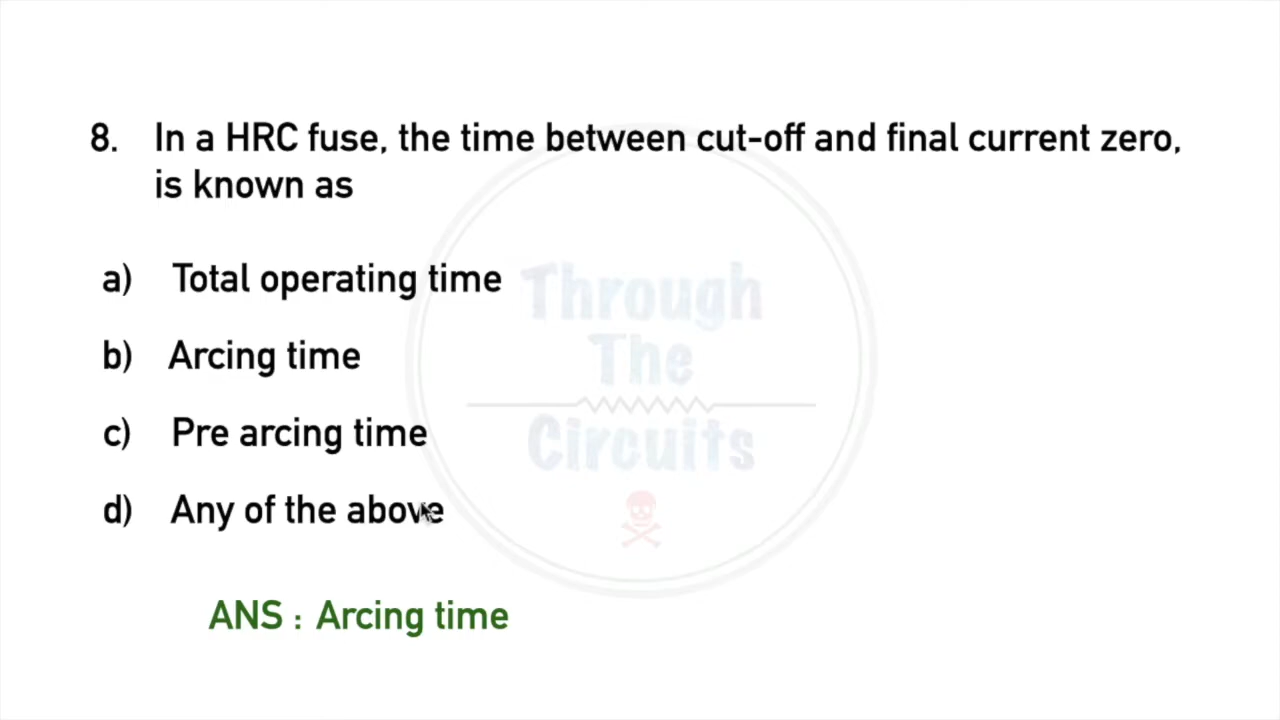 8. In a HRC fuse, the time between cut-off and final current zero,
is known as
a) Total operating time
b) Arcing time
c) Pre arcing time
d) Any of the above
ANS : Arcing time
Through
The
Circuits